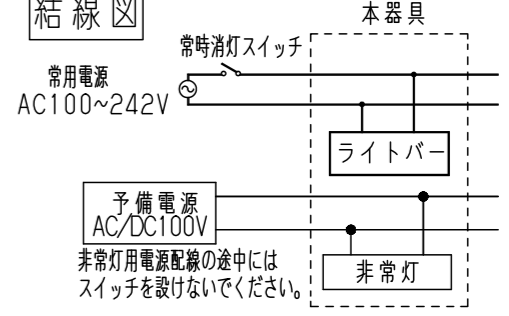 結線図
本器具
常時消灯スイッチ
常用電源
AC100~242V
ライトバー
予備電源
AC/DC100V
非常灯用電源配線の途中には
スイッチを設けないでください。
非常灯